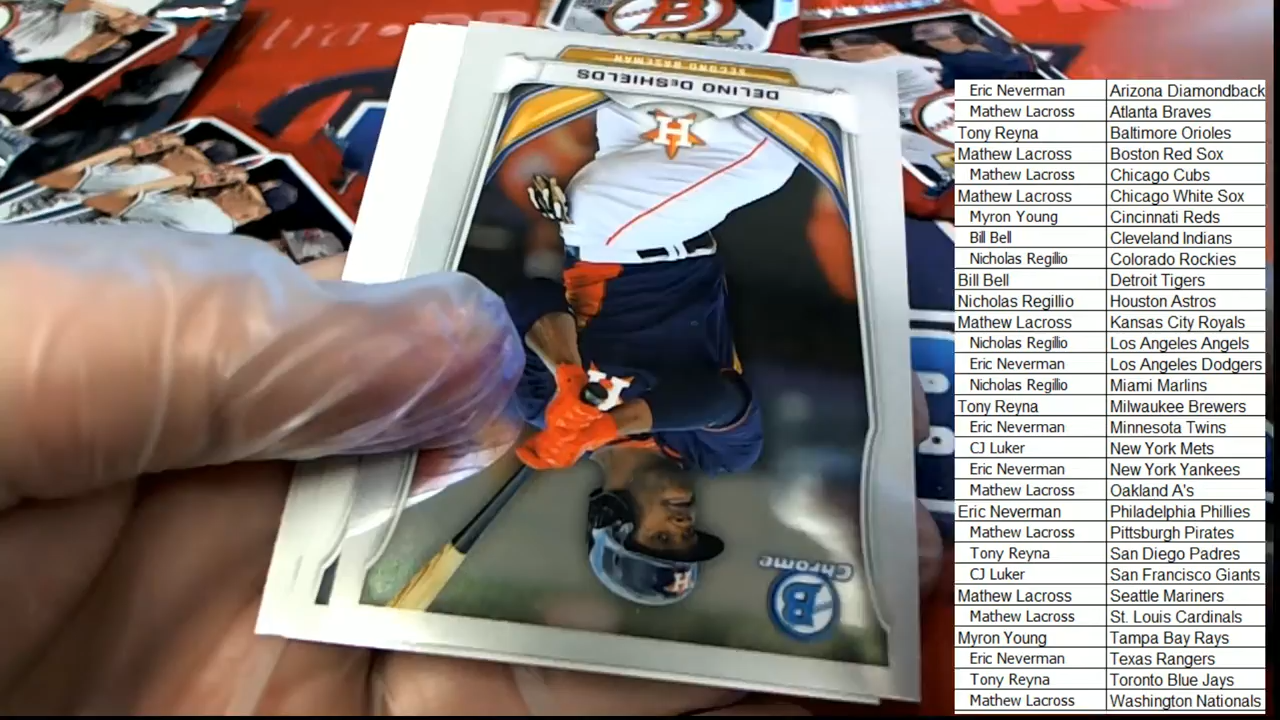 B
SECOND BASEMAN
DELINO DeSHIELDS
H
H
H
Chrome
B
Eric Neverman Arizona Diamondback
Mathew Lacross Atlanta Braves
Tony Reyna Baltimore Orioles
Mathew Lacross Boston Red Sox
Mathew Lacross Chicago Cubs
Mathew Lacross Chicago White Sox
Myron Young Cincinnati Reds
Bill Bell Cleveland Indians
Nicholas Regillio Colorado Rockies
Bill Bell Detroit Tigers
Nicholas Regillio Houston Astros
Mathew Lacross Kansas City Royals
Nicholas Regillio Los Angeles Angels
Eric Neverman Los Angeles Dodgers
Nicholas Regillio Miami Marlins
Tony Reyna Milwaukee Brewers
Eric Neverman Minnesota Twins
CJ Luker New York Mets
Eric Neverman New York Yankees
Mathew Lacross Oakland A's
Eric Neverman Philadelphia Phillies
Mathew Lacross Pittsburgh Pirates
Tony Reyna San Diego Padres
CJ Luker San Francisco Giants
Mathew Lacross Seattle Mariners
Mathew Lacross St. Louis Cardinals
Myron Young Tampa Bay Rays
Eric Neverman Texas Rangers
Tony Reyna Toronto Blue Jays
Mathew Lacross Washington Nationals